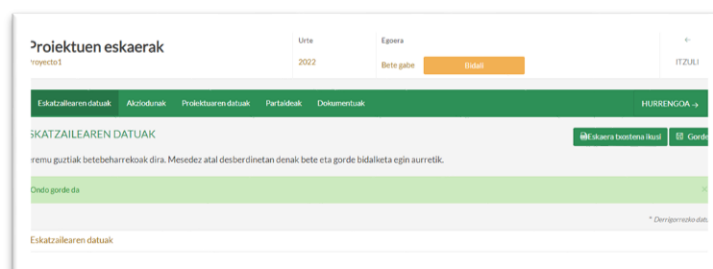 Proiektuen eskaerak
Proyecto1
Urte
2022
Egoera
Bete gabe
Bidali
←
ITZULI
Eskatzailearen datuak Akziodunak Proiektuaren datuak Partaideak Dokumentuak HURRENGOA →
SKATZAILEAREN DATUAK
Eskaera txostena ikusi Gorde
remu guztiak betebeharrekoak dira. Mesedez atal desberdinetan denak bete eta gorde bidalketa egin aurretik.
Ondo gorde da ×
* Derrigorrezko datu
Eskatzailearen datuak